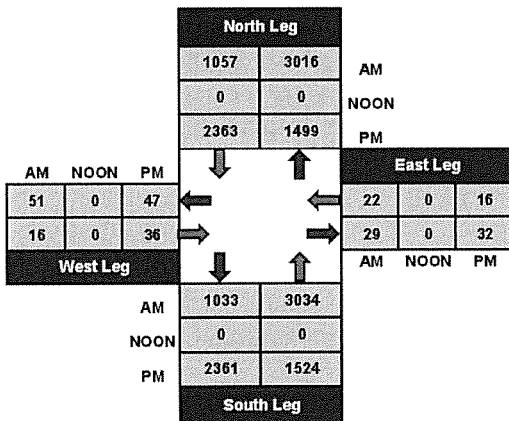 North Leg
1057 3016 AM
0 0 NOON
2363 1499 PM
AM NOON PM East Leg
51 0 47 22 0 16
16 0 36 29 0 32
West Leg AM NOON PM
AM 1033 3034
NOON 0 0
PM 2361 1524
South Leg